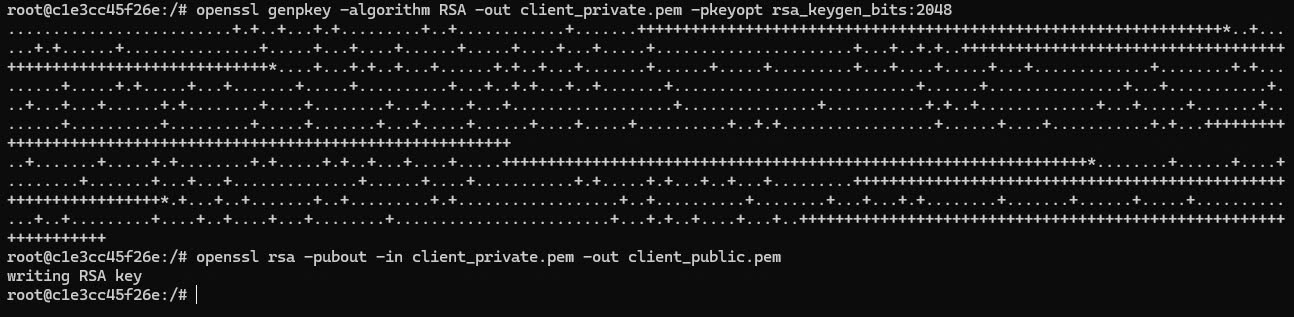 root@c1e3cc45f26e:/# openssl genpkey -algorithm RSA -out client_private.pem -pkeyopt rsa_keygen_bits:2048
root@c1e3cc45f26e:/# openssl rsa -pubout -in client_private.pem -out client_public.pem
writing RSA key
root@c1e3cc45f26e:/#